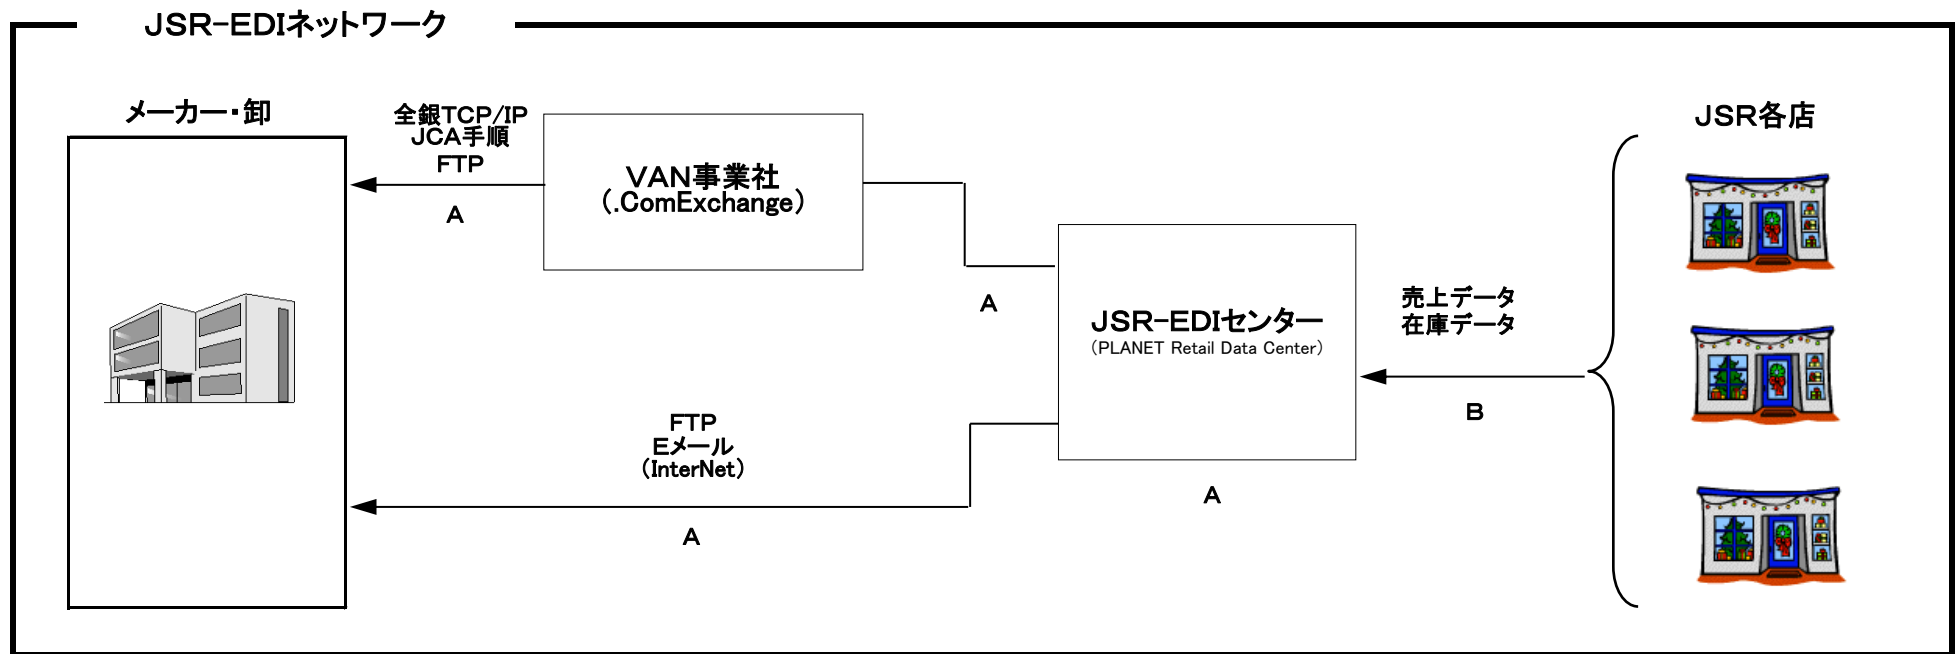 JSR-EDIネットワーク
メーカー・卸
全銀TCP/IP
JCA手順
FTP
A
VAN事業社
(.ComExchange)
A
JSR-EDIセンター
(PLANET Retail Data Center)
A
FTP
Eメール
(InterNet)
A
売上データ
在庫データ
B
JSR各店